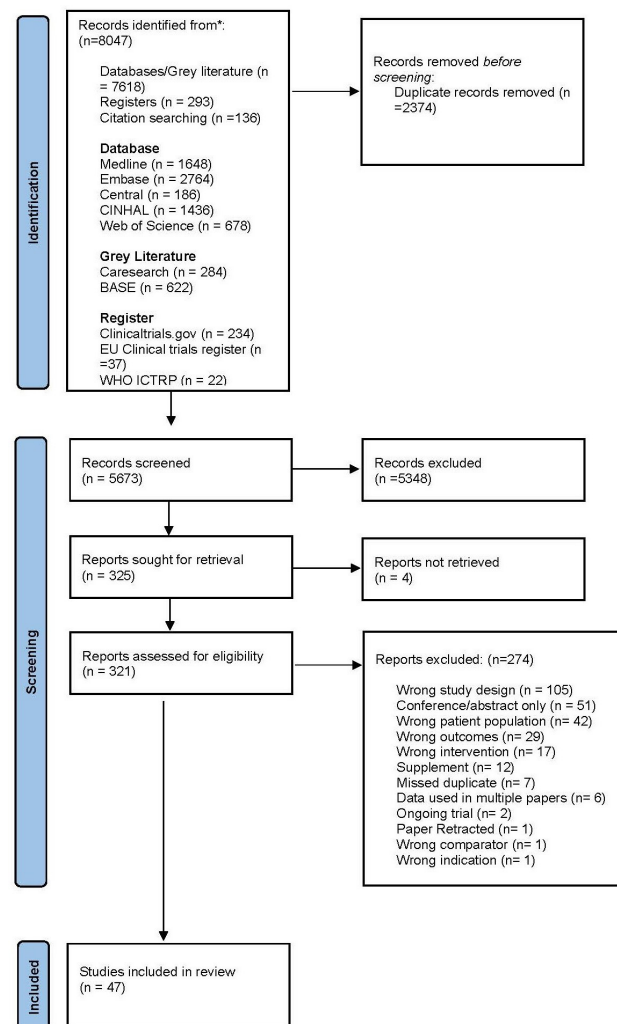 Identification
Records identified from*:
(n=8047)
Databases/Grey literature (n
= 7618)
Registers (n = 293)
Citation searching (n =136)
Database
Medline (n = 1648)
Embase (n = 2764)
Central (n = 186)
CINHAL (n = 1436)
Web of Science (n = 678)
Grey Literature
Caresearch (n = 284)
BASE (n = 622)
Register
Clinicaltrials.gov (n = 234)
EU Clinical trials register (n
=37)
WHO ICTRP (n = 22)
Records removed before
screening:
Duplicate records removed (n
=2374)
Screening
Records screened
(n = 5673)
Records excluded
(n =5348)
Reports sought for retrieval
(n = 325)
Reports not retrieved
(n = 4)
Reports assessed for eligibility
(n = 321)
Reports excluded: (n=274)
Wrong study design (n = 105)
Conference/abstract only (n = 51)
Wrong patient population (n = 42)
Wrong outcomes (n= 29)
Wrong intervention (n= 17)
Supplement (n= 12)
Missed duplicate (n= 7)
Data used in multiple papers (n= 6)
Ongoing trial (n= 2)
Paper Retracted (n= 1)
Wrong comparator (n= 1)
Wrong indication (n= 1)
Included
Studies included in review
(n = 47)